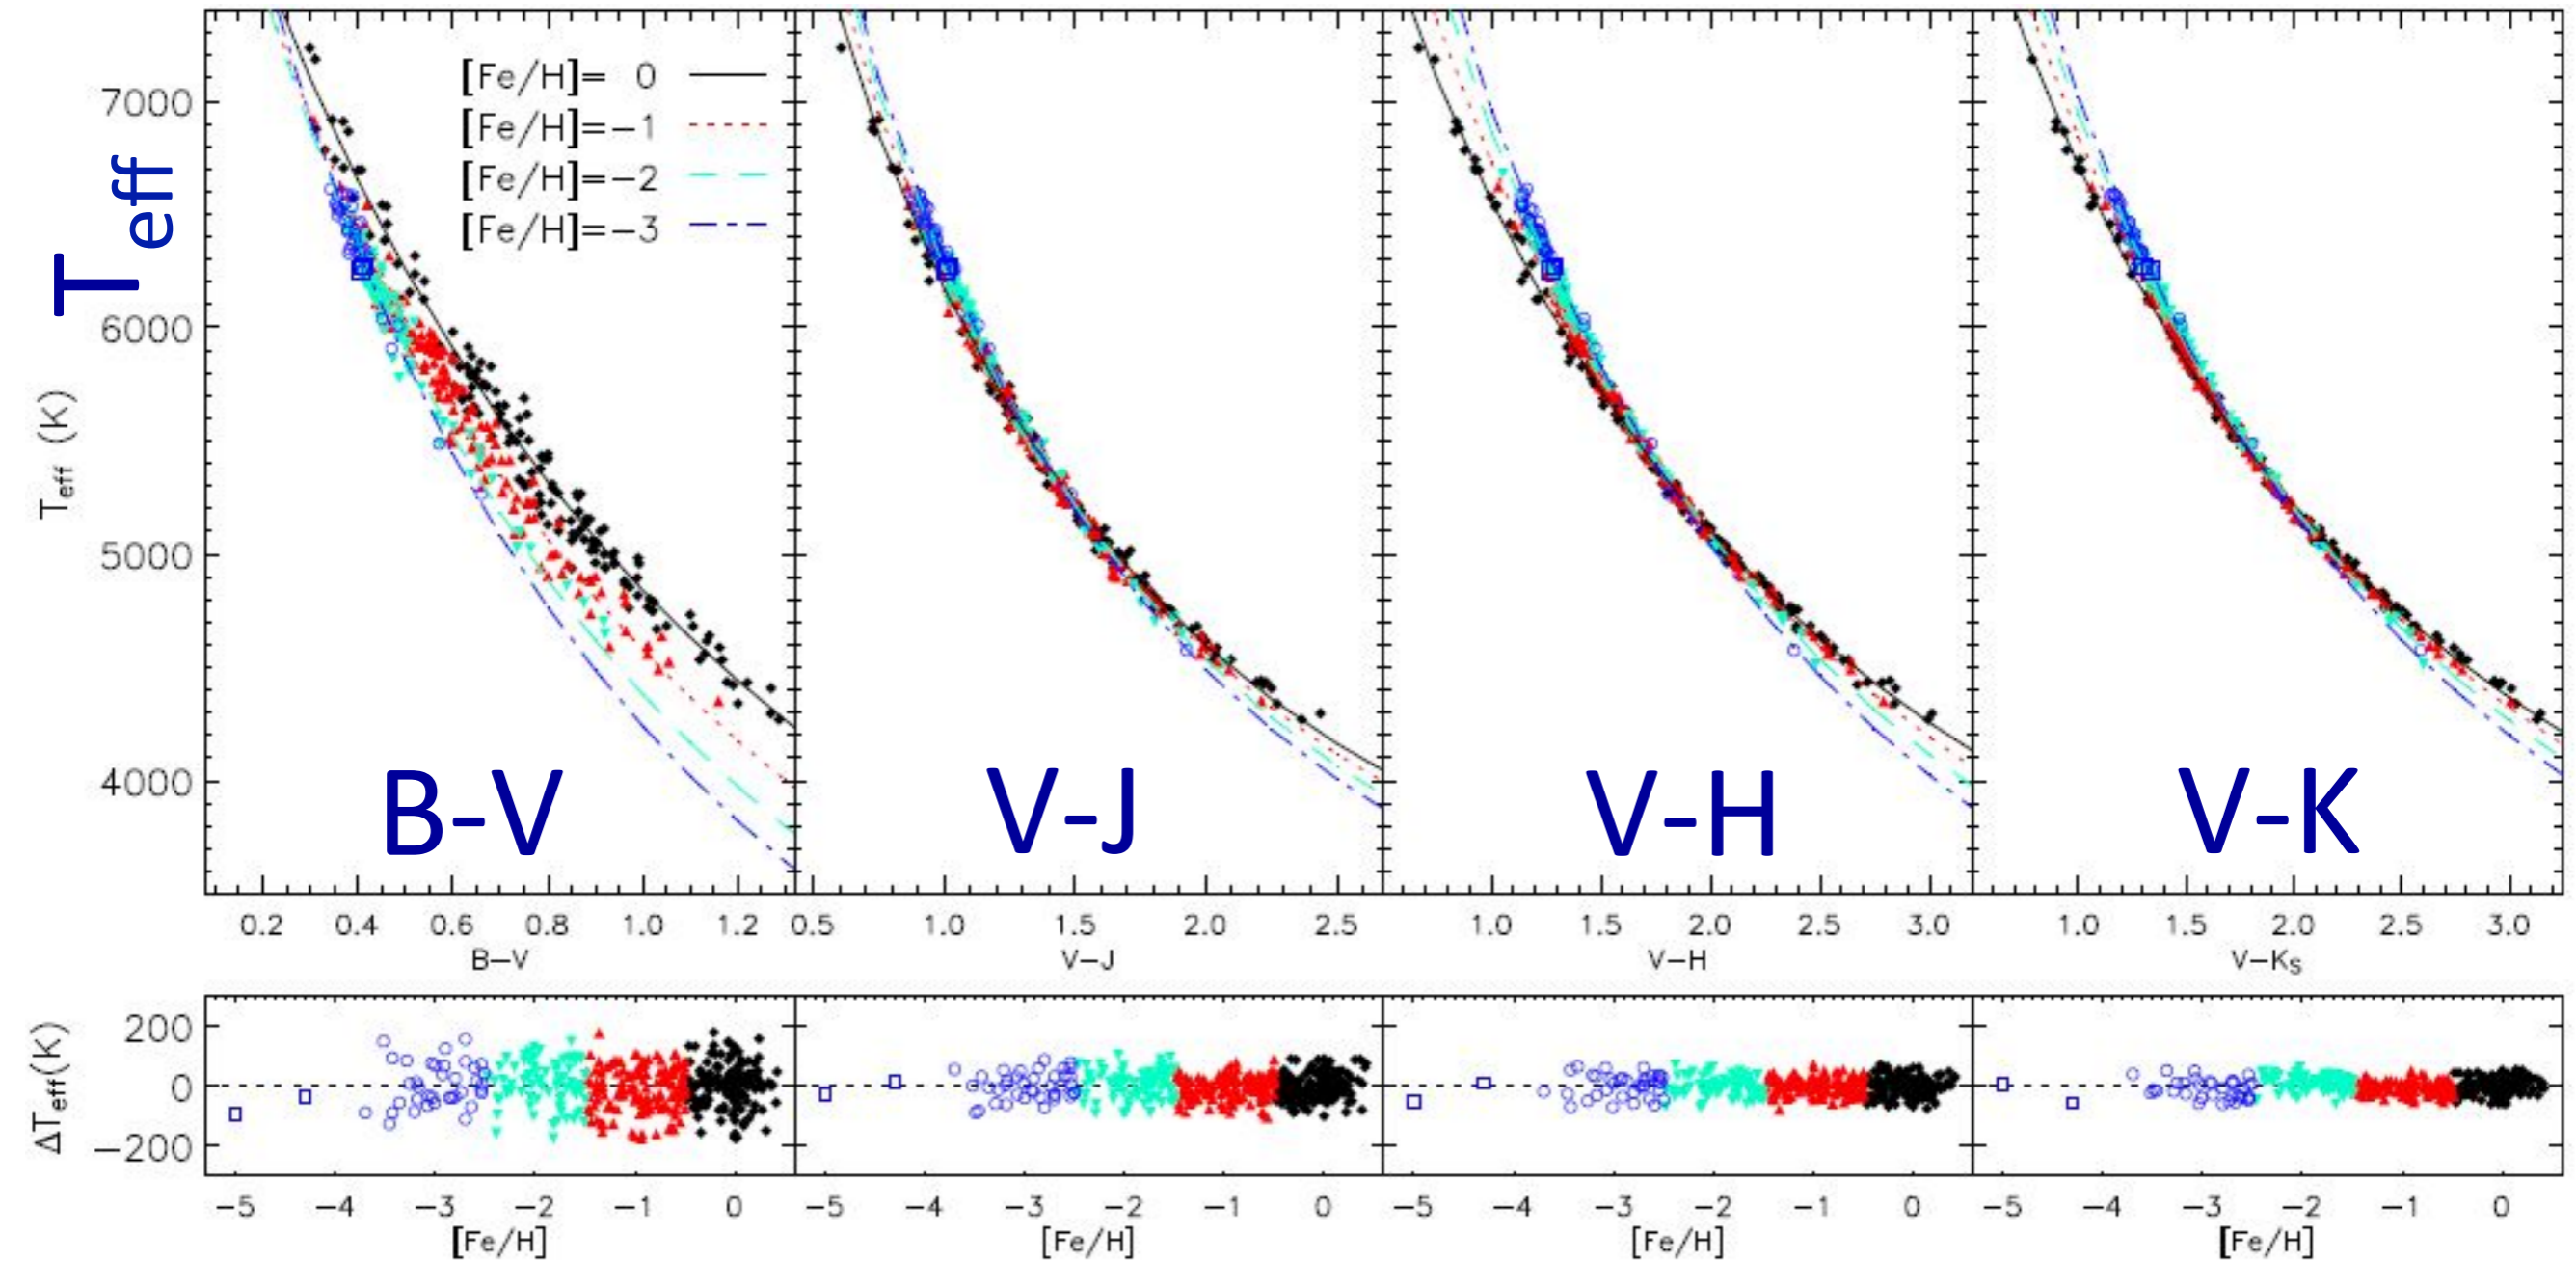 [Fe/H]= 0
[Fe/H]=−1
[Fe/H]=−2
[Fe/H]=−3
Teff
Teff (K)
7000
6000
5000
4000
B-V
V-J
V-H
V-K
0.2 0.4 0.6 0.8 1.0 1.2
0.5 1.0 1.5 2.0 2.5
1.0 1.5 2.0 2.5 3.0
1.0 1.5 2.0 2.5 3.0
B−V
V−J
V−H
V−KS
ΔTeff(K)
200
0
−200
−5 −4 −3 −2 −1 0
−5 −4 −3 −2 −1 0
−5 −4 −3 −2 −1 0
−5 −4 −3 −2 −1 0
[Fe/H]
[Fe/H]
[Fe/H]
[Fe/H]